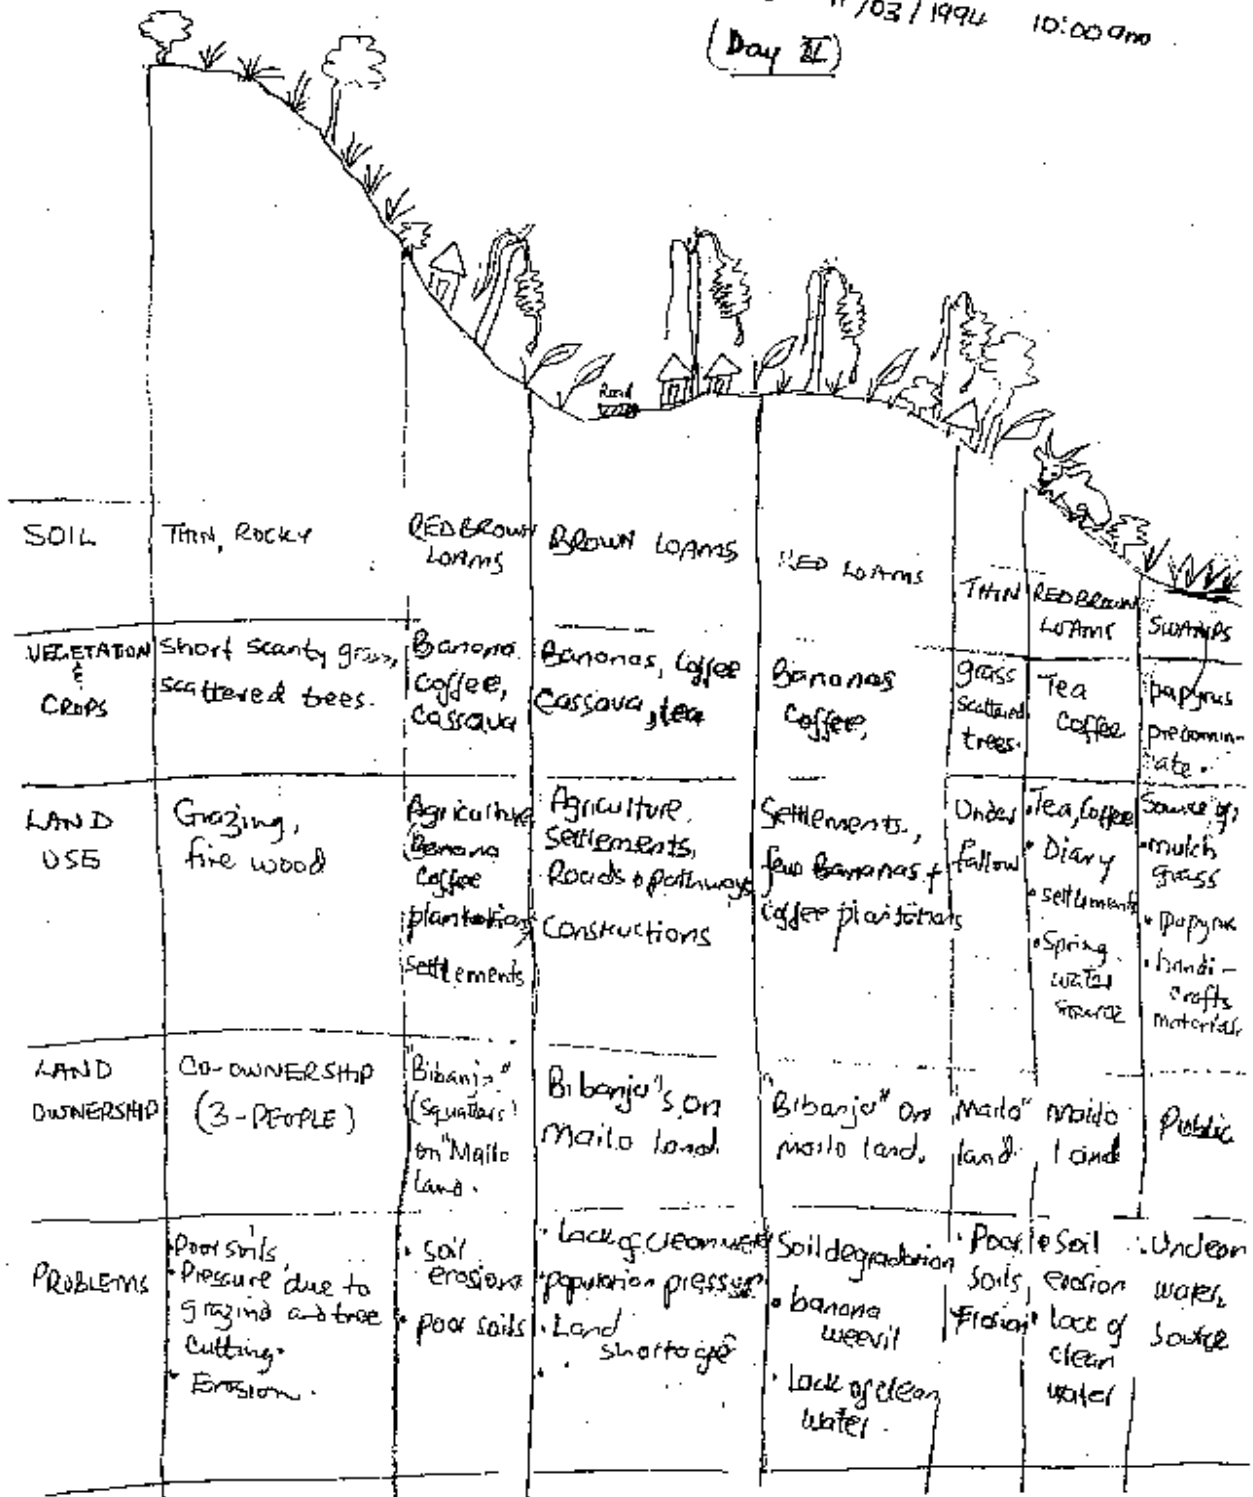 11/03/1994 10:00 am
(Day II)
Road
SOIL
THIN, ROCKY
RED BROWN
LOAMS
BROWN LOAMS
RED LOAMS
THIN
RED BROWN
LOAMS
SWAMPS
VEGETATION
&
CROPS
Short scanty grass,
scattered trees.
Banana.
Coffee,
Cassava
Bananas, Coffee
Cassava, tea
Bananas
Coffee,
grass
scattered
trees.
Tea
Coffee
papyrus
predomin-
ate.
LAND
USE
Grazing,
fire wood
Agriculture
(Banana
Coffee
plantations)
Settlements
Agriculture
settlements,
Roads & pathways
Constructions
Settlements,
few Bananas +
Coffee plantations
Under
fallow
• Tea, Coffee
• Diary
• settlements
• Spring
water
source
Source of;
• mulch
grass
• papyrus
• handi-
crafts
materials
LAND
OWNERSHIP
CO-OWNERSHIP
(3-PEOPLE)
"Bibanja"
(Squatters)
on "Mailo
Land.
Bibanja's on
Mailo Land.
"Bibanja" on
mailo land.
Mailo"
land.
Mailo
Land
Public
PROBLEMS
• Poor soils
• Pressure due to
grazing and tree
cutting.
• Erosion.
• Soil
erosion
• poor soils
• Lack of clean water
• population pressure
• Land
shortage
•
Soil degradation
• banana
weevil
• Lack of clean
water.
• Poor
Soils,
Erosion
• Soil
erosion
• Lack of
clean
water
• Unclean
water
source